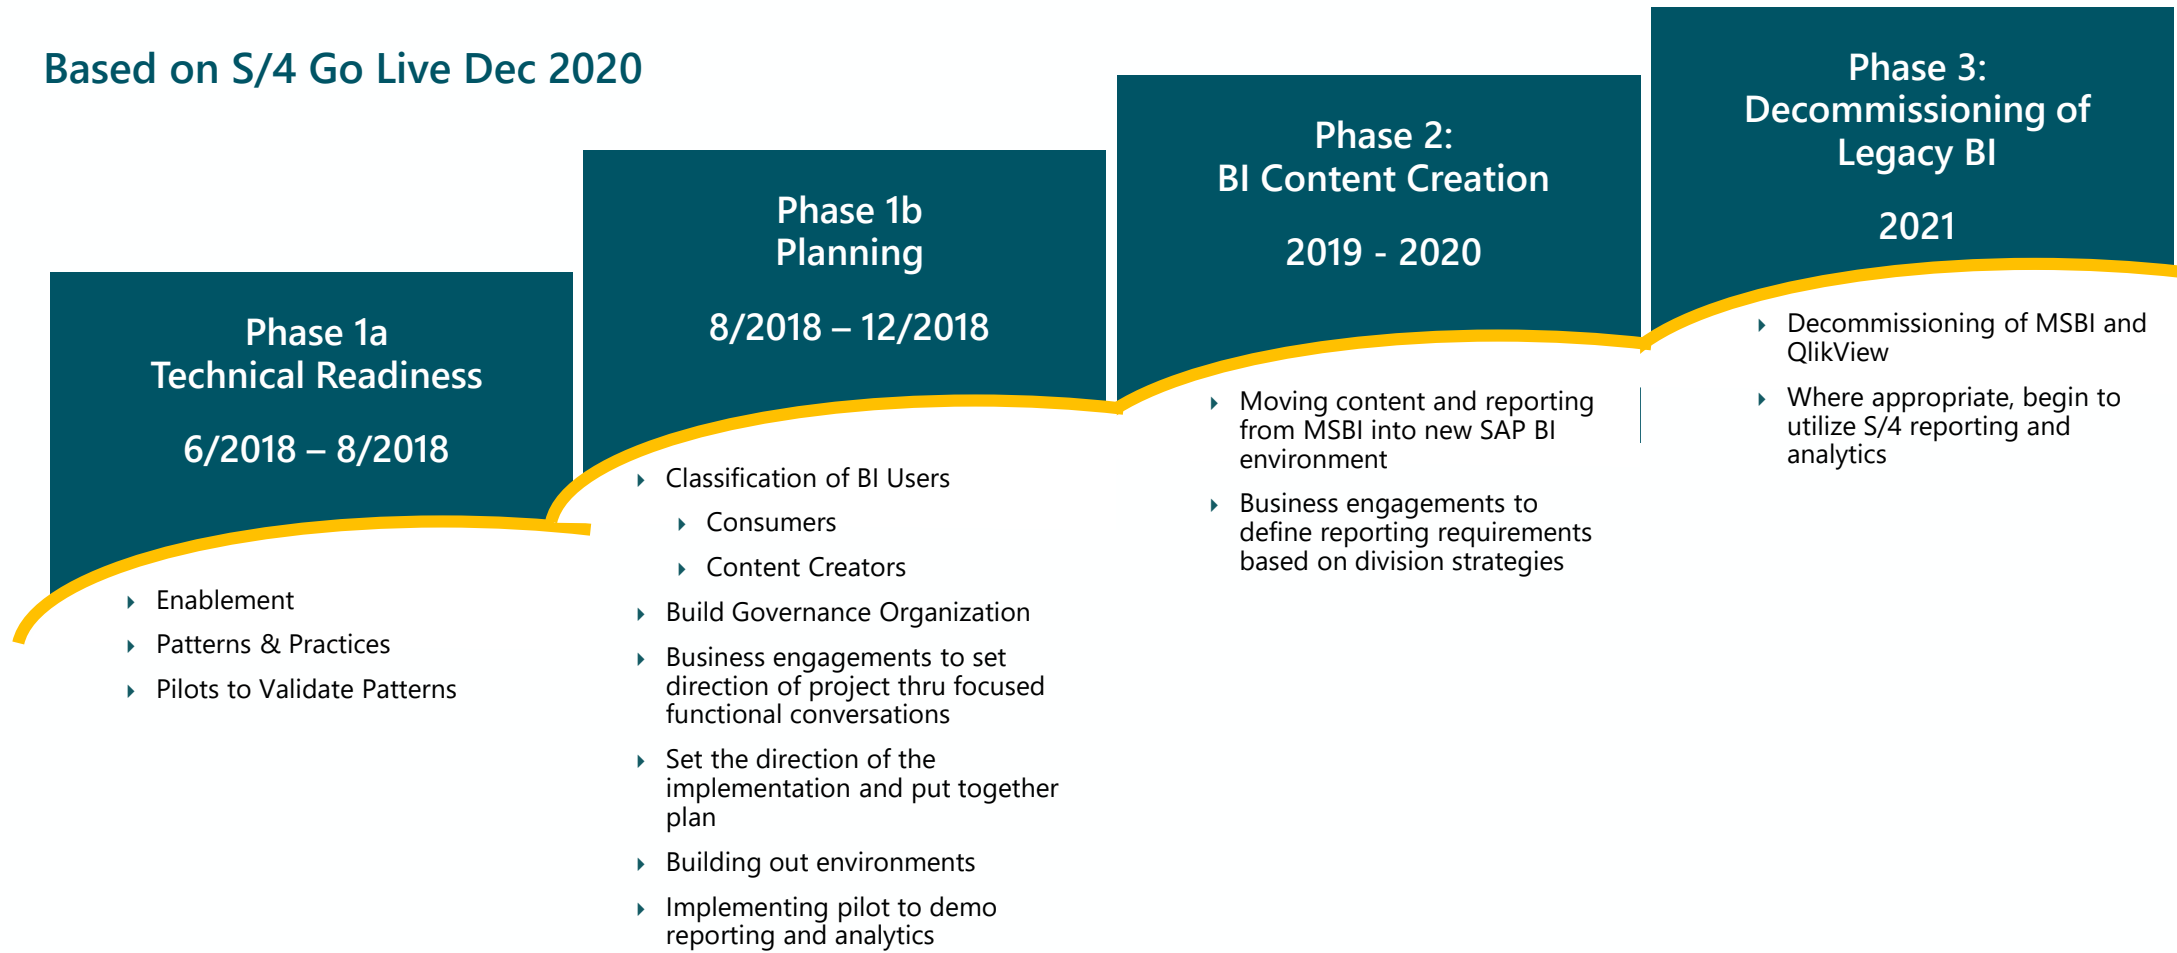 Based on S/4 Go Live Dec 2020
Phase 1a
Technical Readiness
6/2018 – 8/2018
Enablement
Patterns & Practices
Pilots to Validate Patterns
Phase 1b
Planning
8/2018 – 12/2018
Classification of BI Users
Consumers
Content Creators
Build Governance Organization
Business engagements to set
direction of project thru focused
functional conversations
Set the direction of the
implementation and put together
plan
Building out environments
Implementing pilot to demo
reporting and analytics
Phase 2:
BI Content Creation
2019 - 2020
Moving content and reporting
from MSBI into new SAP BI
environment
Business engagements to
define reporting requirements
based on division strategies
Phase 3:
Decommissioning of
Legacy BI
2021
Decommissioning of MSBI and
QlikView
Where appropriate, begin to
utilize S/4 reporting and
analytics